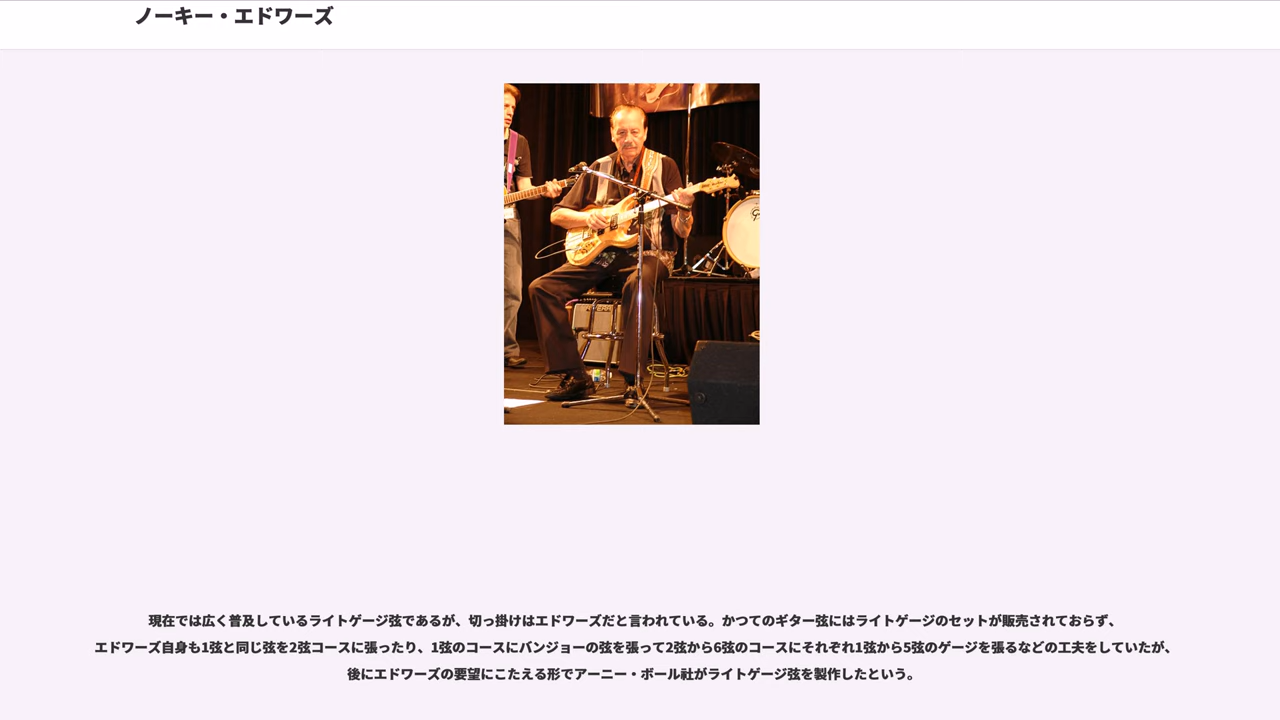 ノーキー・エドワーズ
現在では広く普及しているライトゲージ弦であるが、切っ掛けはエドワーズだと言われている。かつてのギター弦にはライトゲージのセットが販売されておらず、
エドワーズ自身も1弦と同じ弦を2弦コースに張ったり、1弦のコースにバンジョーの弦を張って2弦から6弦のコースにそれぞれ1弦から5弦のゲージを張るなどの工夫をしていたが、
後にエドワーズの要望にこたえる形でアーニー・ボール社がライトゲージ弦を製作したという。